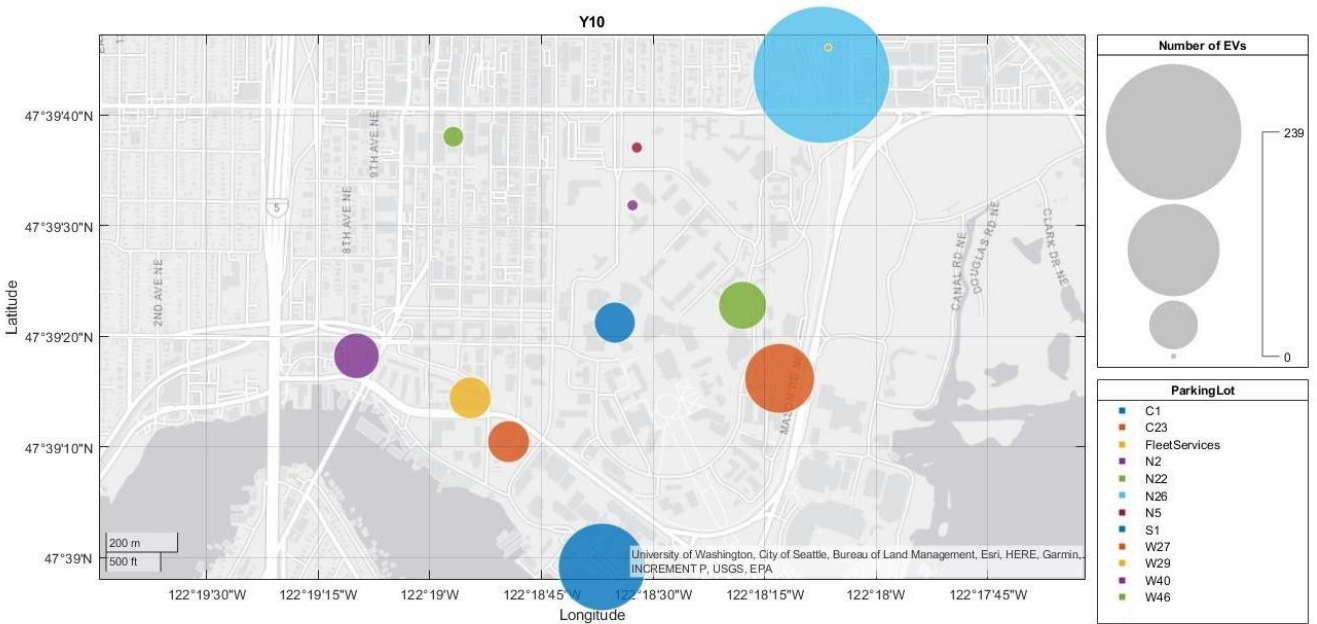 Y10
47°39'40"N
47°39'30"N
47°39'20"N
47°39'10"N
47°39'N
Latitude
9TH AVE NE
8TH AVE NE
2ND AVE NE
5
CANAL RD NE
DOUGLAS RD NE
CLARK DR NE
200 m
500 ft
University of Washington, City of Seattle, Bureau of Land Management, Esri, HERE, Garmin,
INCREMENT P, USGS, EPA
122°19'30"W
122°19'15"W
122°19'W
122°18'45"W
122°18'30"W
122°18'15"W
122°18'W
122°17'45"W
Longitude
Number of EVs
239
0
ParkingLot
C1
C23
FleetServices
N2
N22
N26
N5
S1
W27
W29
W40
W46